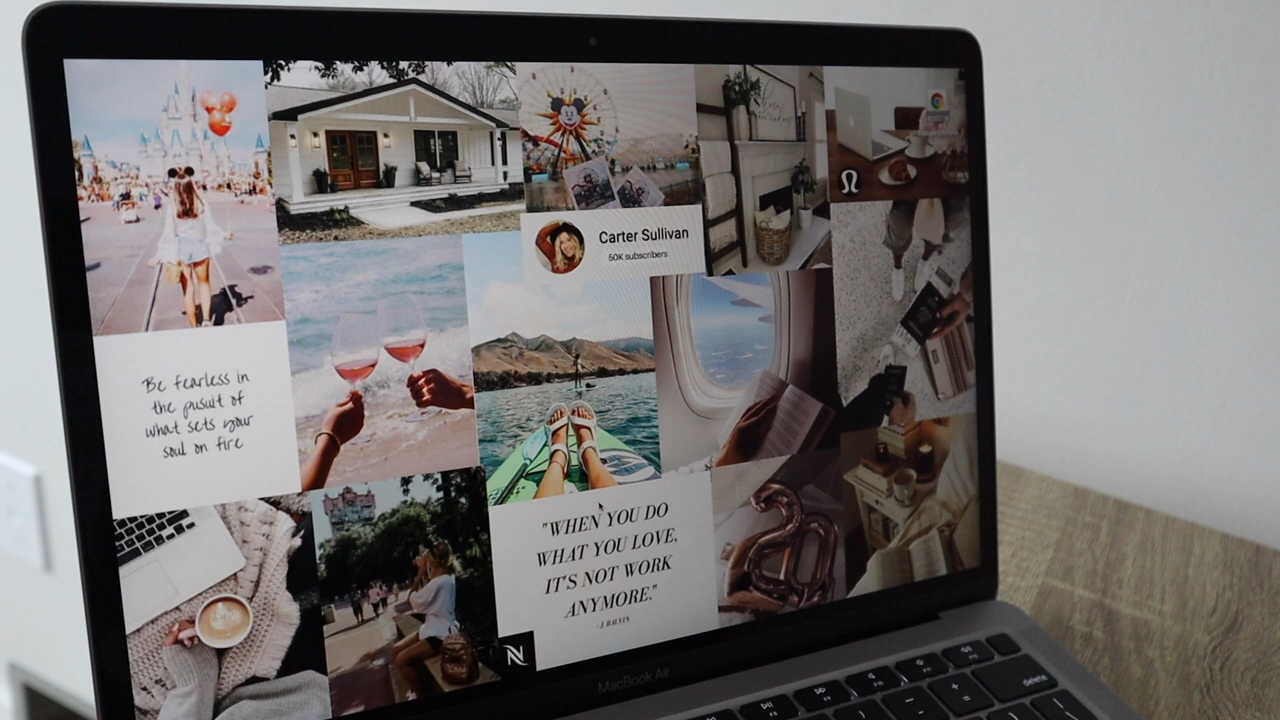 Carter Sullivan
50K subscribers
Be fearless in
the pusuit of
what sets your
soul on fire
"WHEN YOU DO
WHAT YOU LOVE,
IT'S NOT WORK
ANYMORE."
-J. BALVIN
20
N
MacBook Air
delete